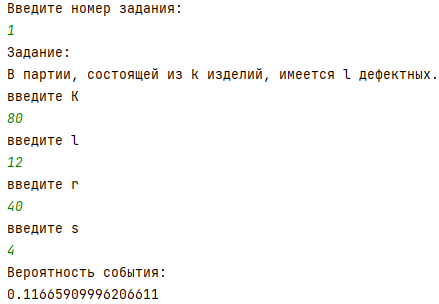 Введите номер задания:
1
Задание:
В партии, состоящей из k изделий, имеется l дефектных.
введите K
80
введите l
12
введите r
40
введите s
4
Вероятность события:
0.11665909996206611